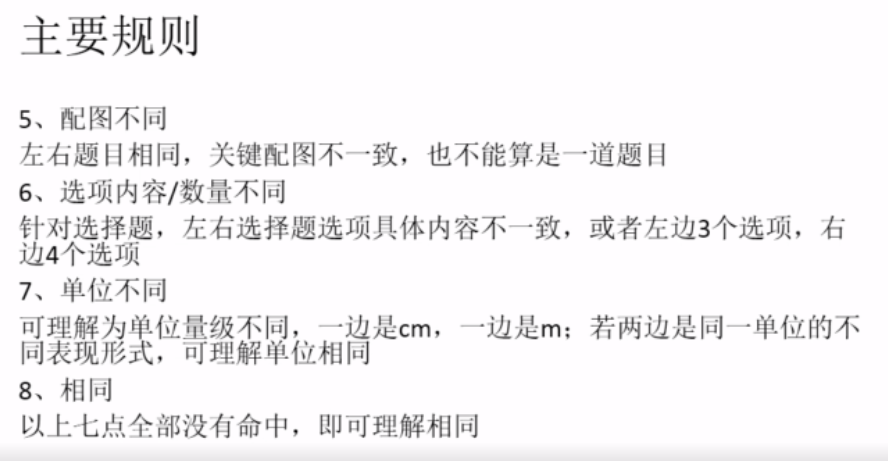 主要规则
5、配图不同
左右题目相同，关键配图不一致，也不能算是一道题目
6、选项内容/数量不同
针对选择题，左右选择题选项具体内容不一致，或者左边3个选项，右
边4个选项
7、单位不同
可理解为单位量级不同，一边是cm，一边是m；若两边是同一单位的不
同表现形式，可理解单位相同
8、相同
以上七点全部没有命中，即可理解相同